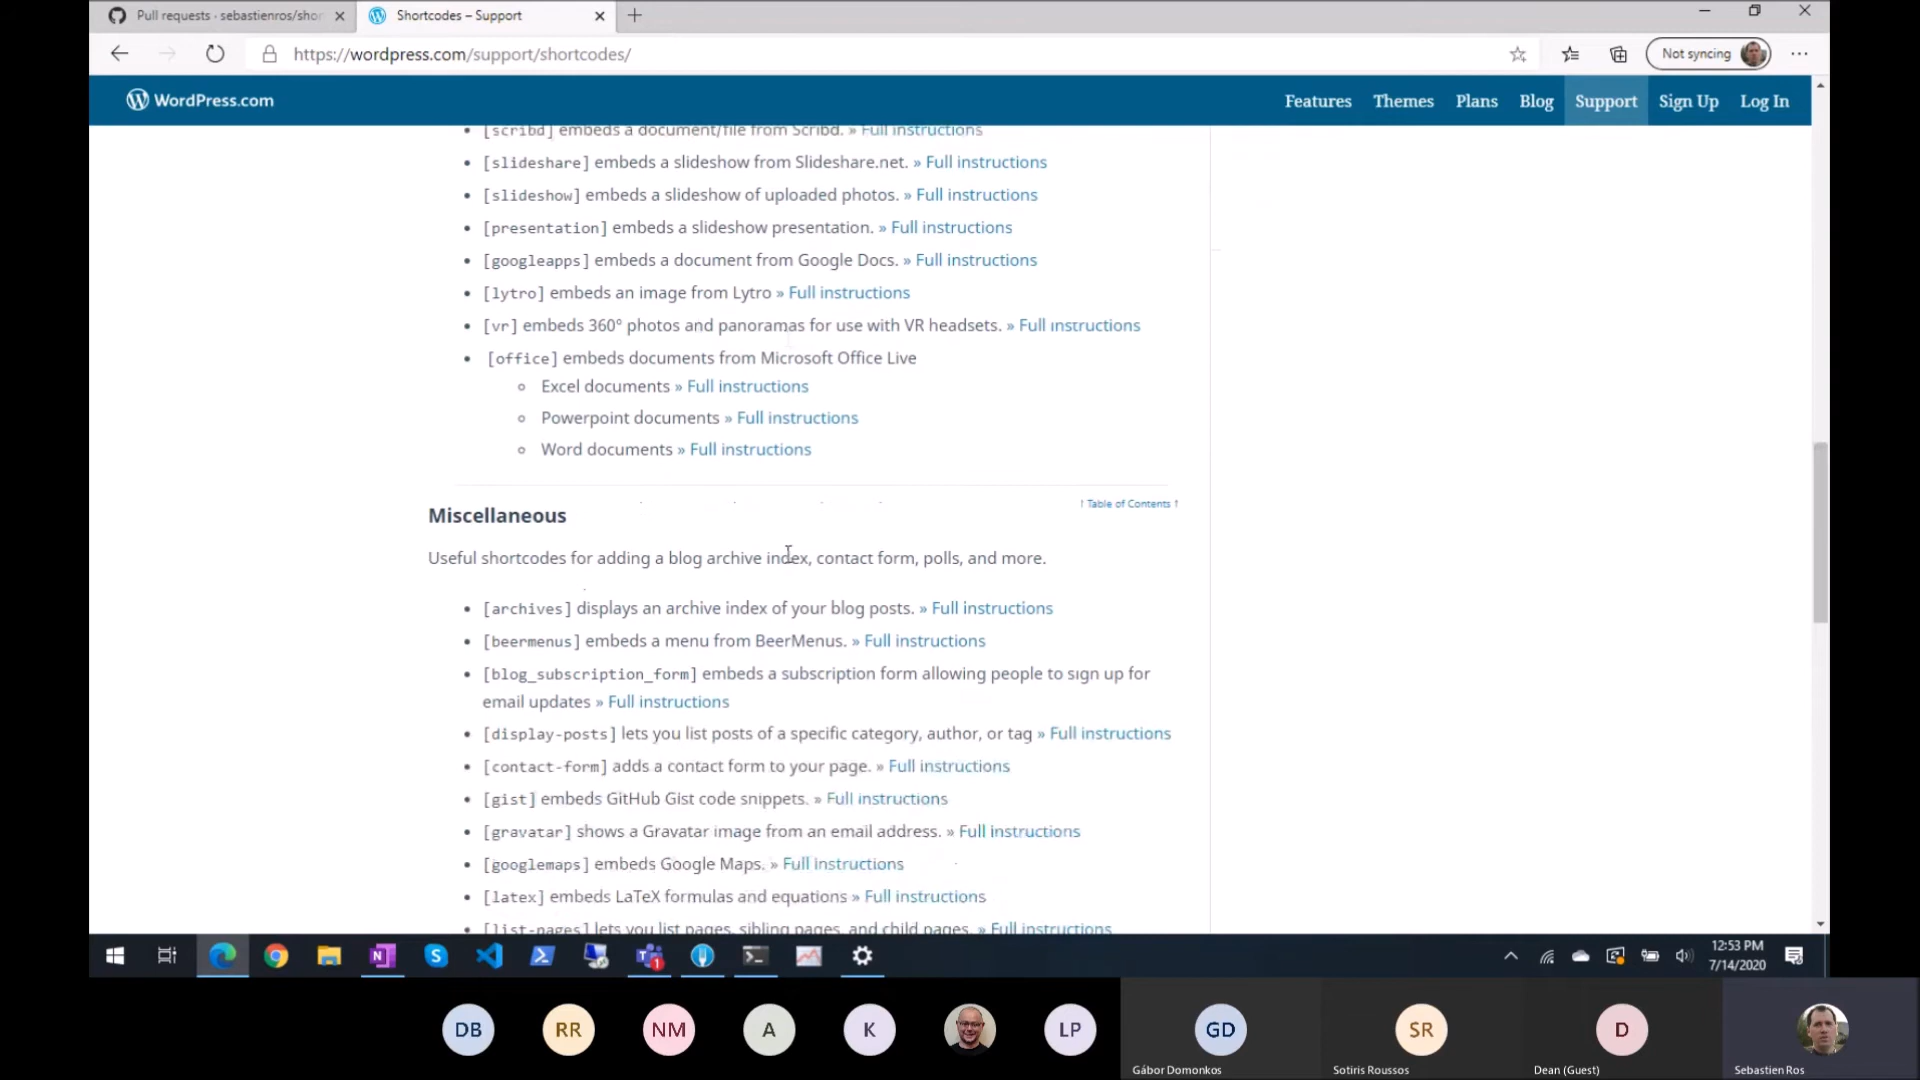 Pull requests · sebastienros/shor
Shortcodes – Support
https://wordpress.com/support/shortcodes/
Not syncing
WordPress.com
Features Themes Plans Blog Support Sign Up Log In
[scribd] embeds a document/file from Scribd. » Full instructions
[slideshare] embeds a slideshow from Slideshare.net. » Full instructions
[slideshow] embeds a slideshow of uploaded photos. » Full instructions
[presentation] embeds a slideshow presentation. » Full instructions
[googleapps] embeds a document from Google Docs. » Full instructions
[lytro] embeds an image from Lytro » Full instructions
[vr] embeds 360° photos and panoramas for use with VR headsets. » Full instructions
[office] embeds documents from Microsoft Office Live
Excel documents » Full instructions
Powerpoint documents » Full instructions
Word documents » Full instructions
↑ Table of Contents ↑
Miscellaneous
Useful shortcodes for adding a blog archive index, contact form, polls, and more.
[archives] displays an archive index of your blog posts. » Full instructions
[beermenus] embeds a menu from BeerMenus. » Full instructions
[blog_subscription_form] embeds a subscription form allowing people to sign up for
email updates » Full instructions
[display-posts] lets you list posts of a specific category, author, or tag » Full instructions
[contact-form] adds a contact form to your page. » Full instructions
[gist] embeds GitHub Gist code snippets. » Full instructions
[gravatar] shows a Gravatar image from an email address. » Full instructions
[googlemaps] embeds Google Maps. » Full instructions
[latex] embeds LaTeX formulas and equations » Full instructions
[list-pages] lets you list pages, sibling pages, and child pages. » Full instructions
12:53 PM
7/14/2020
DB RR NM A K LP GD SR D
Gábor Domonkos Sotiris Roussos Dean (Guest) Sebastien Ros